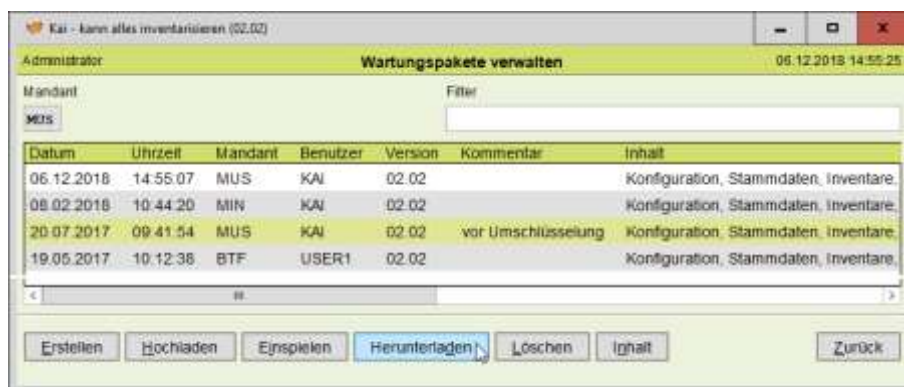 Kai - kann alles inventarisieren (02.02)
Administrator Wartungspakete verwalten 06.12.2018 14:55:25
Mandant Filter
MUS
Datum Uhrzeit Mandant Benutzer Version Kommentar Inhalt
06.12.2018 14:55:07 MUS KAI 02.02 Konfiguration, Stammdaten, Inventare,
08.02.2018 10:44:20 MIN KAI 02.02 Konfiguration, Stammdaten, Inventare,
20.07.2017 09:41:54 MUS KAI 02.02 vor Umschlüsselung Konfiguration, Stammdaten, Inventare,
19.05.2017 10:12:38 BTF USER1 02.02 Konfiguration, Stammdaten, Inventare,
Erstellen Hochladen Einspielen Herunterladen Löschen Inhalt Zurück